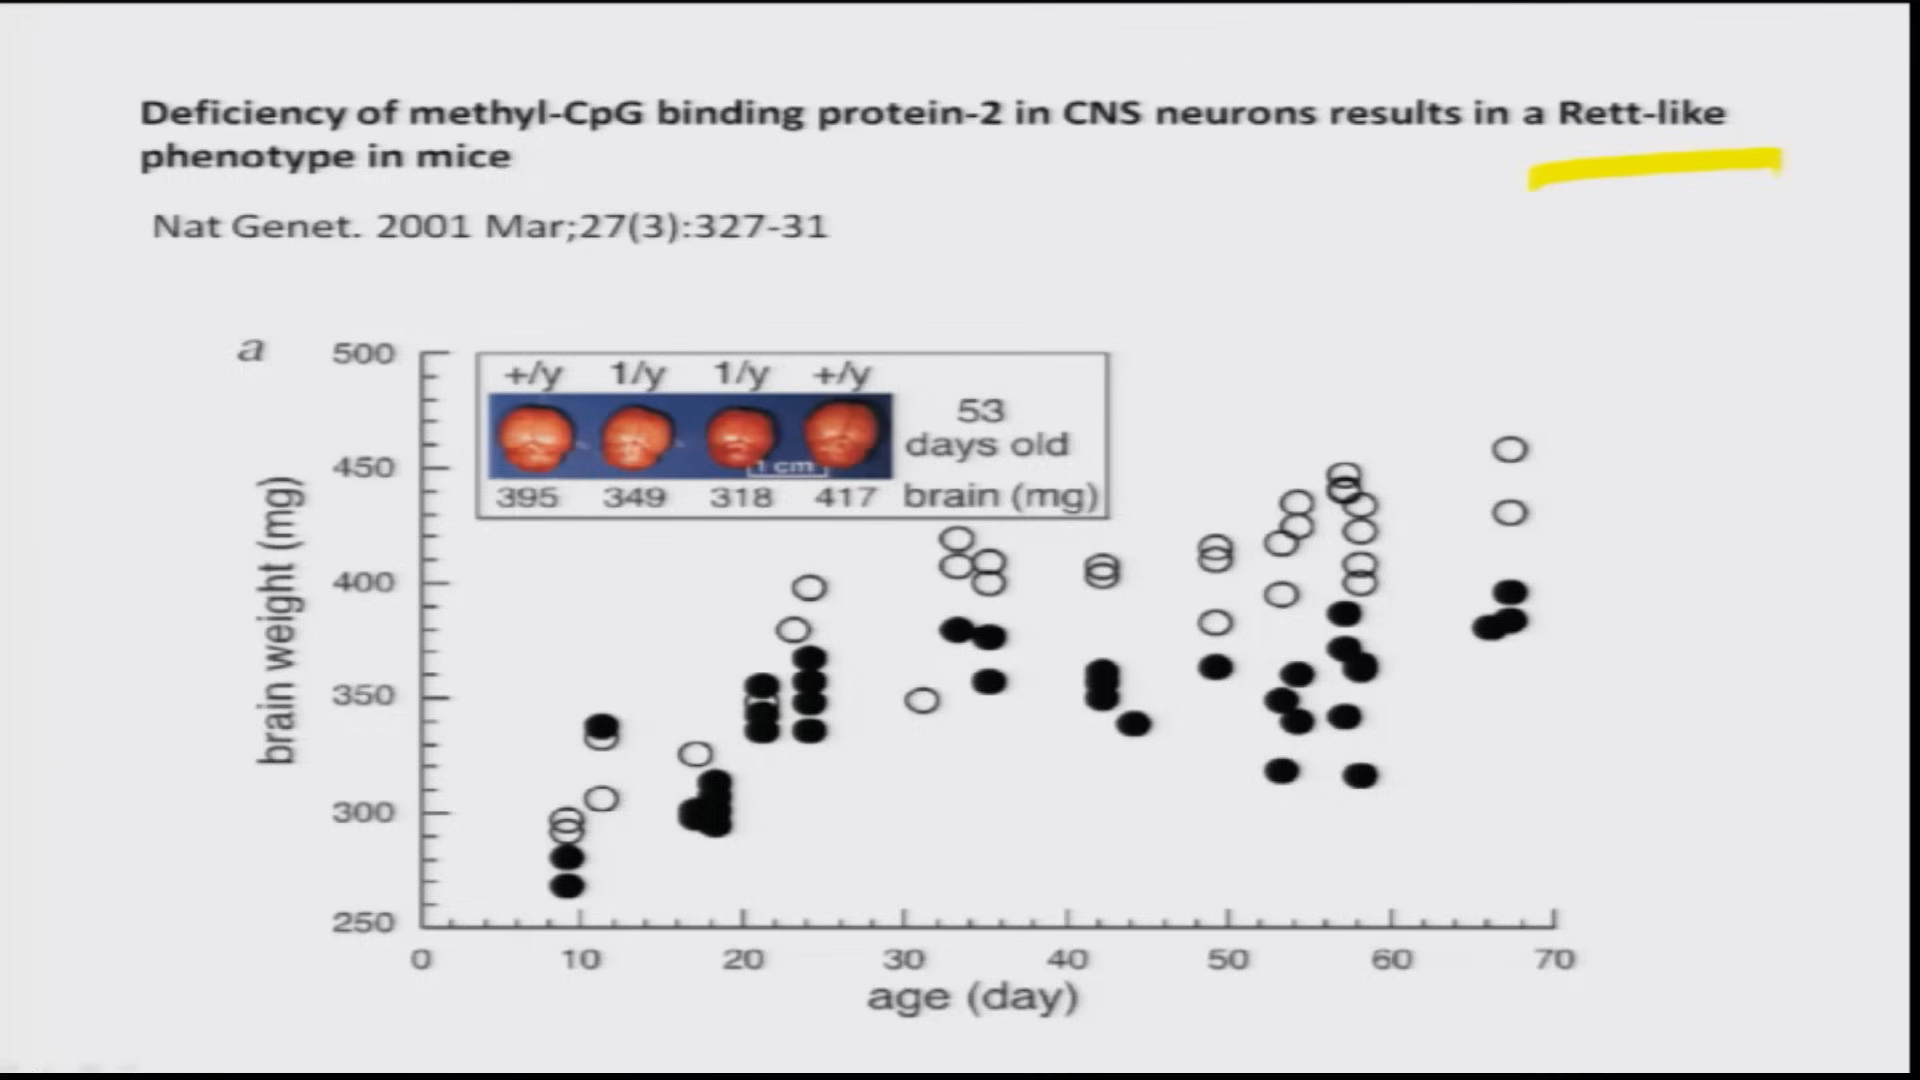 Deficiency of methyl-CpG binding protein-2 in CNS neurons results in a Rett-like
phenotype in mice
Nat Genet. 2001 Mar;27(3):327-31
a
+/y 1/y 1/y +/y
53
days old
1 cm
395 349 318 417 brain (mg)
brain weight (mg)
500
450
400
350
300
250
0 10 20 30 40 50 60 70
age (day)